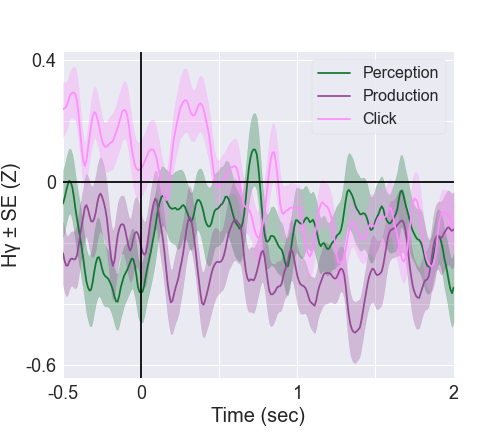 0.4
0
-0.6
Hγ ± SE (Z)
Perception
Production
Click
-0.5 0 1 2
Time (sec)